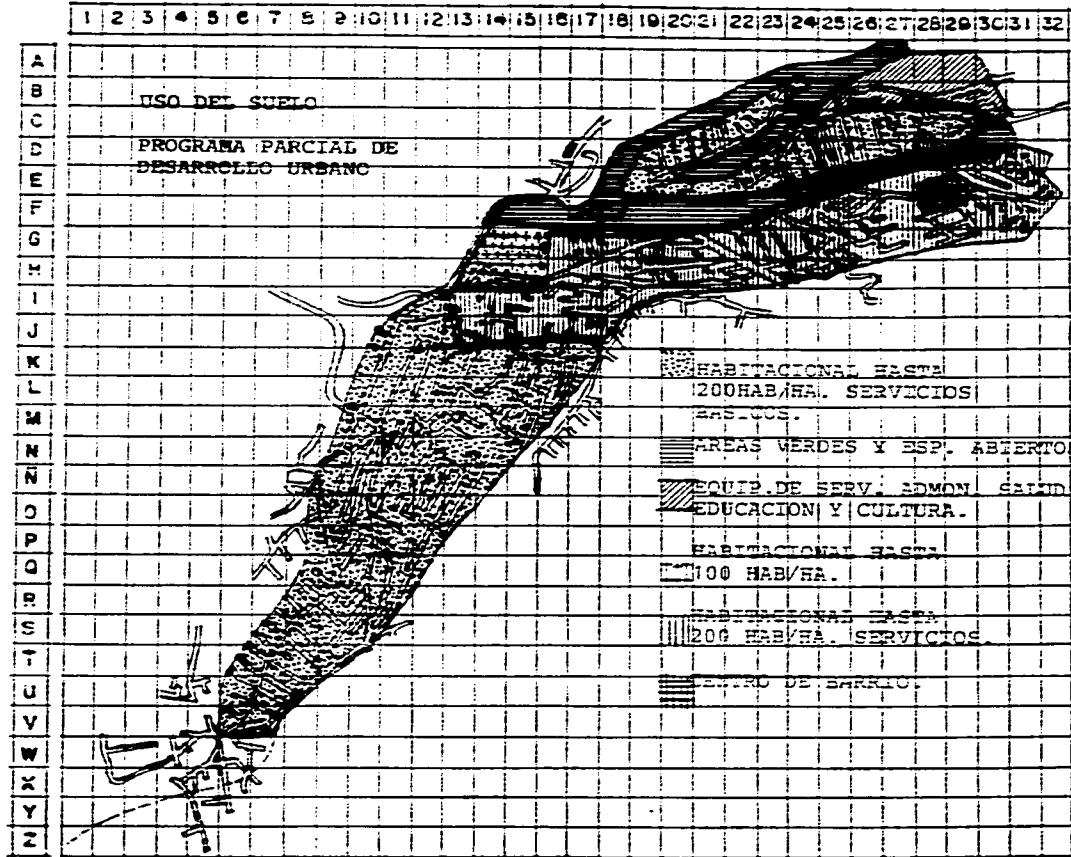 1 2 3 4 5 6 7 8 9 10 11 12 13 14 15 16 17 18 19 20 21 22 23 24 25 26 27 28 29 30 31 32
A
B
C
D
E
F
G
H
I
J
K
L
M
N
Ñ
O
P
Q
R
S
T
U
V
W
X
Y
Z
USO DEL SUELO
PROGRAMA PARCIAL DE
DESARROLLO URBANO
HABITACIONAL HASTA
200HAB/HA. SERVICIOS
BASICOS.
AREAS VERDES Y ESP. ABIERTO
EQUIP.DE SERV. ADMON. SALUD
EDUCACION Y CULTURA.
HABITACIONAL HASTA
100 HAB/HA.
HABITACIONAL HASTA
200 HAB/HA. SERVICIOS.
CENTRO DE BARRIO.